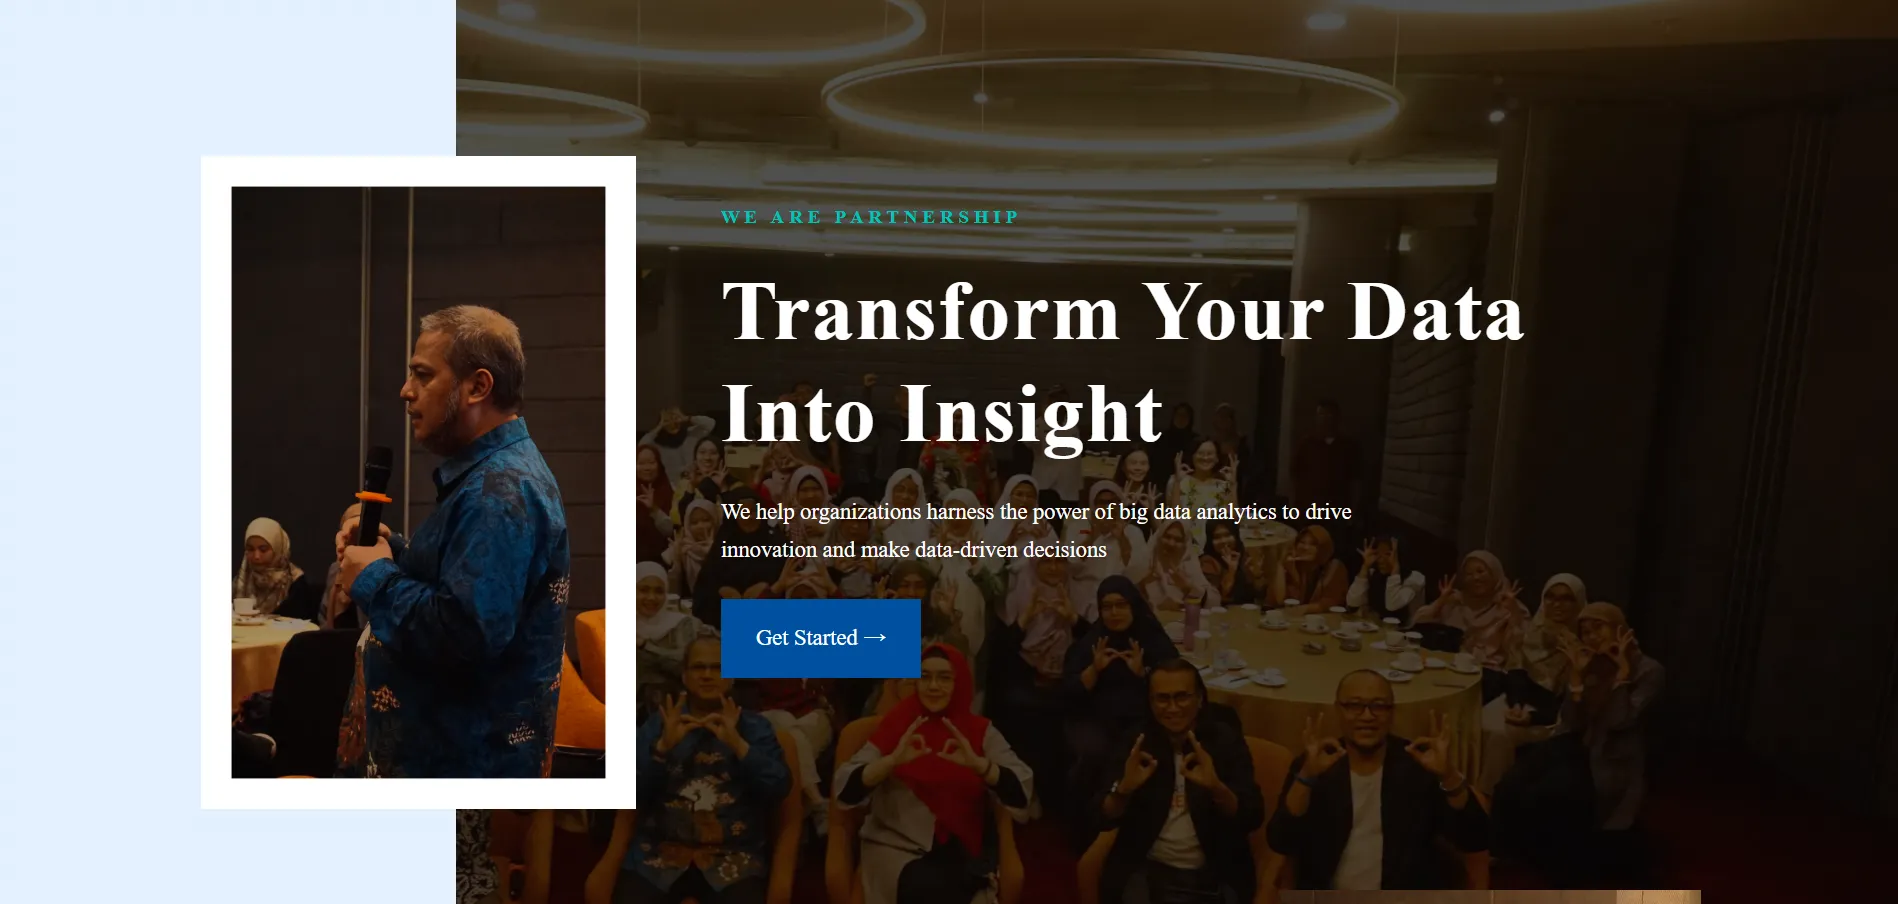 WE ARE PARTNERSHIP
Transform Your Data
Into Insight
We help organizations harness the power of big data analytics to drive
innovation and make data-driven decisions
Get Started →